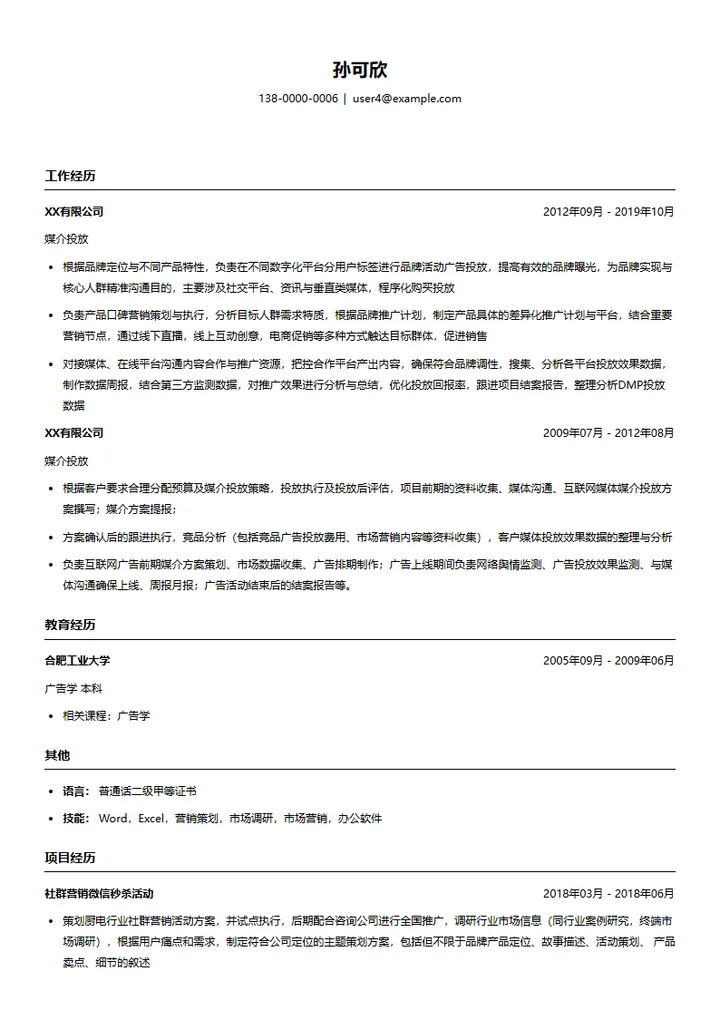 孙可欣
138-0000-0006 | user4@example.com
工作经历
XX有限公司 2012年09月 - 2019年10月
媒介投放
• 根据品牌定位与不同产品特性，负责在不同数字化平台分用户标签进行品牌活动广告投放，提高有效的品牌曝光，为品牌实现与
核心人群精准沟通目的，主要涉及社交平台、资讯与垂直类媒体，程序化购买投放
• 负责产品口碑营销策划与执行，分析目标人群需求特质，根据品牌推广计划，制定产品具体的差异化推广计划与平台，结合重要
营销节点，通过线下直播，线上互动创意，电商促销等多种方式触达目标群体，促进销售
• 对接媒体、在线平台沟通内容合作与推广资源，把控合作平台产出内容，确保符合品牌调性，搜集、分析各平台投放效果数据，
制作数据周报，结合第三方监测数据，对推广效果进行分析与总结，优化投放回报率，跟进项目结案报告，整理分析DMP投放
数据
XX有限公司 2009年07月 - 2012年08月
媒介投放
• 根据客户要求合理分配预算及媒介投放策略，投放执行及投放后评估，项目前期的资料收集、媒体沟通、互联网媒体媒介投放方
案撰写；媒介方案提报；
• 方案确认后的跟进执行，竞品分析（包括竞品广告投放费用、市场营销内容等资料收集），客户媒体投放效果数据的整理与分析
• 负责互联网广告前期媒介方案策划、市场数据收集、广告排期制作；广告上线期间负责网络舆情监测、广告投放效果监测、与媒
体沟通确保上线、周报月报；广告活动结束后的结案报告等。
教育经历
合肥工业大学 2005年09月 - 2009年06月
广告学 本科
• 相关课程：广告学
其他
• 语言： 普通话二级甲等证书
• 技能： Word，Excel，营销策划，市场调研，市场营销，办公软件
项目经历
社群营销微信秒杀活动 2018年03月 - 2018年06月
• 策划厨电行业社群营销活动方案，并试点执行，后期配合咨询公司进行全国推广，调研行业市场信息（同行业案例研究，终端市
场调研），根据用户痛点和需求，制定符合公司定位的主题策划方案，包括但不限于品牌产品定位、故事描述、活动策划、 产品
卖点、细节的叙述